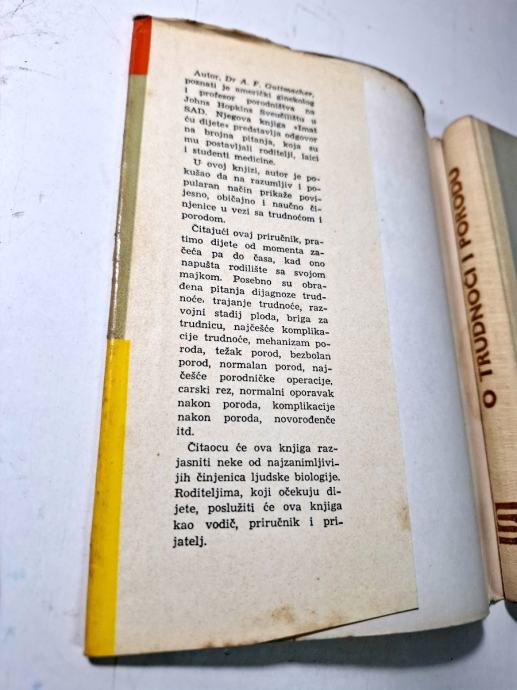 Autor, Dr A. F. Guttmacher,
poznati je američki ginekolog
i profesor porodništva na
Johns Hopkins Sveučilištu u
SAD. Njegova knjiga »Imat
ću dijete« predstavlja odgovor
na brojna pitanja, koja su
mu postavljali roditelji, laici
i studenti medicine.
U ovoj knjizi, autor je po-
kušao da na razumljiv i po-
pularan način prikaže povi-
jesno, običajno i naučno či-
njenice u vezi sa trudnoćom i
porodom.
Čitajući ovaj priručnik, pra-
timo dijete od momenta za-
čeća pa do časa, kad ono
napušta rodilište sa svojom
majkom. Posebno su obra-
đena pitanja dijagnoze trud-
noće, trajanje trudnoće, raz-
vojni stadij ploda, briga za
trudnicu, najčešće komplika-
cije trudnoće, mehanizam po-
roda, težak porod, bezbolan
porod, normalan porod, naj-
češće porodničke operacije,
carski rez, normalni oporavak
nakon poroda, komplikacije
nakon poroda, novorođenče
itd.
Čitaocu će ova knjiga raz-
jasniti neke od najzanimljivi-
jih činjenica ljudske biologije.
Roditeljima, koji očekuju di-
jete, poslužiti će ova knjiga
kao vodič, priručnik i pri-
jatelj.
O TRUDNOĆI I PORODU